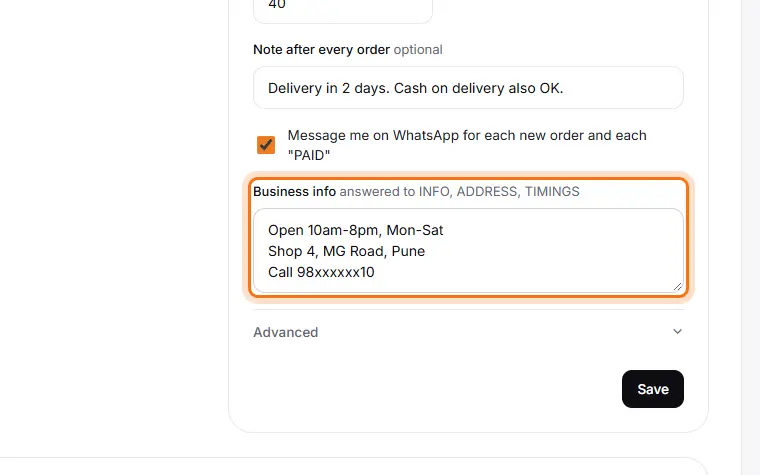 40
Note after every order optional
Delivery in 2 days. Cash on delivery also OK.
Message me on WhatsApp for each new order and each
"PAID"
Business info answered to INFO, ADDRESS, TIMINGS
Open 10am-8pm, Mon-Sat
Shop 4, MG Road, Pune
Call 98xxxxxx10
Advanced
Save